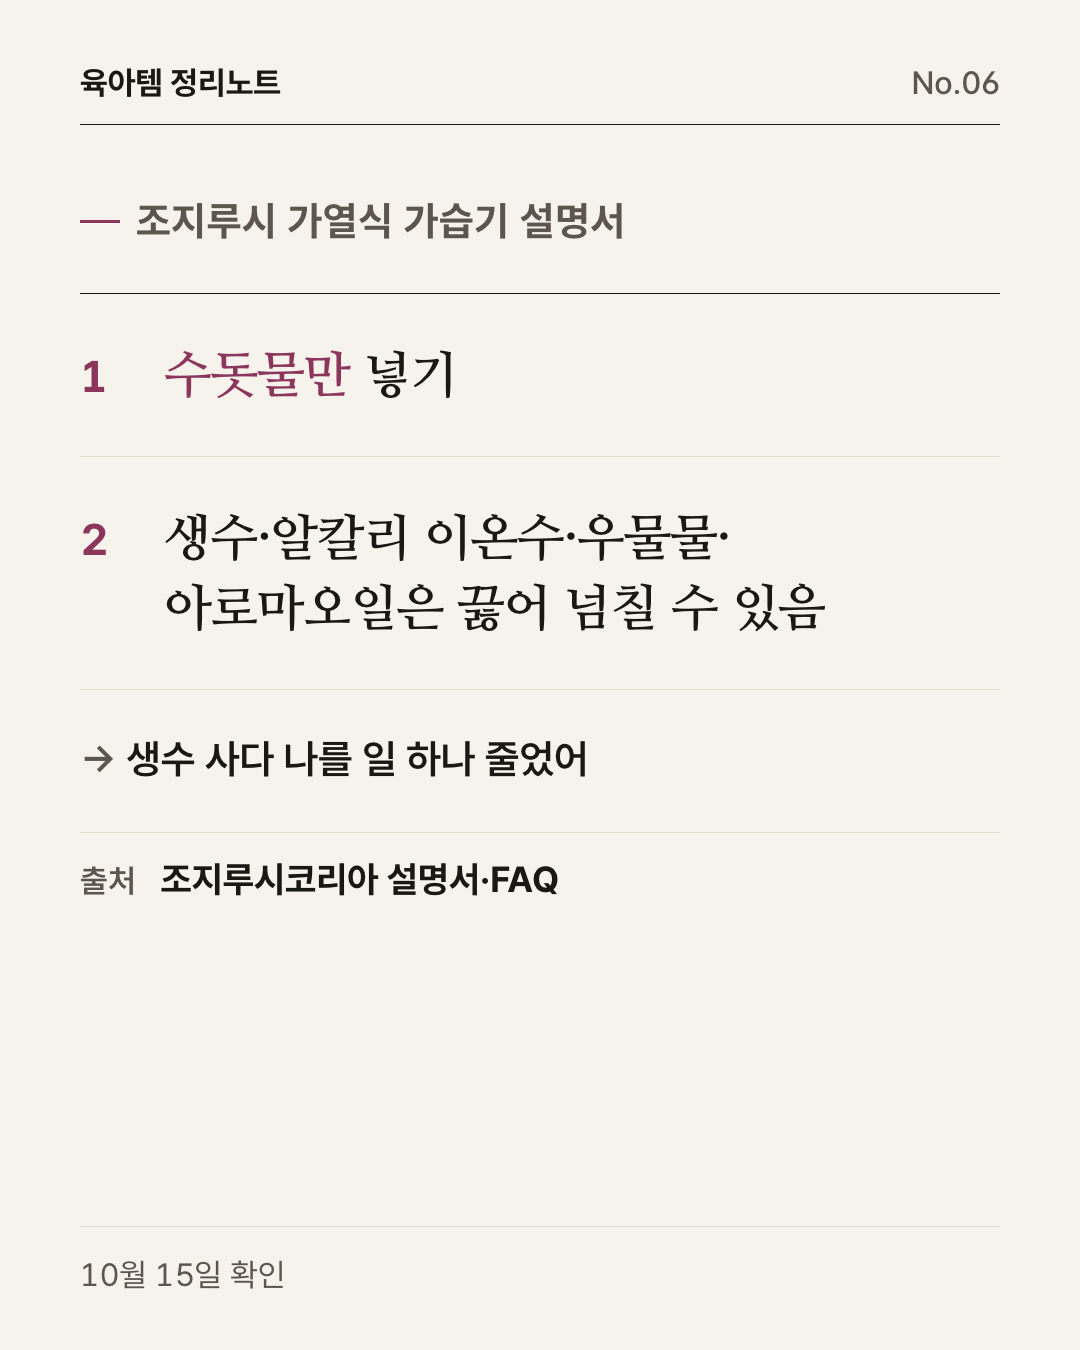 육아템 정리노트
No.06
— 조지루시 가열식 가습기 설명서
1 수돗물만 넣기
2 생수·알칼리 이온수·우물물·
아로마오일은 끓어 넘칠 수 있음
→ 생수 사다 나를 일 하나 줄었어
출처 조지루시코리아 설명서·FAQ
10월 15일 확인